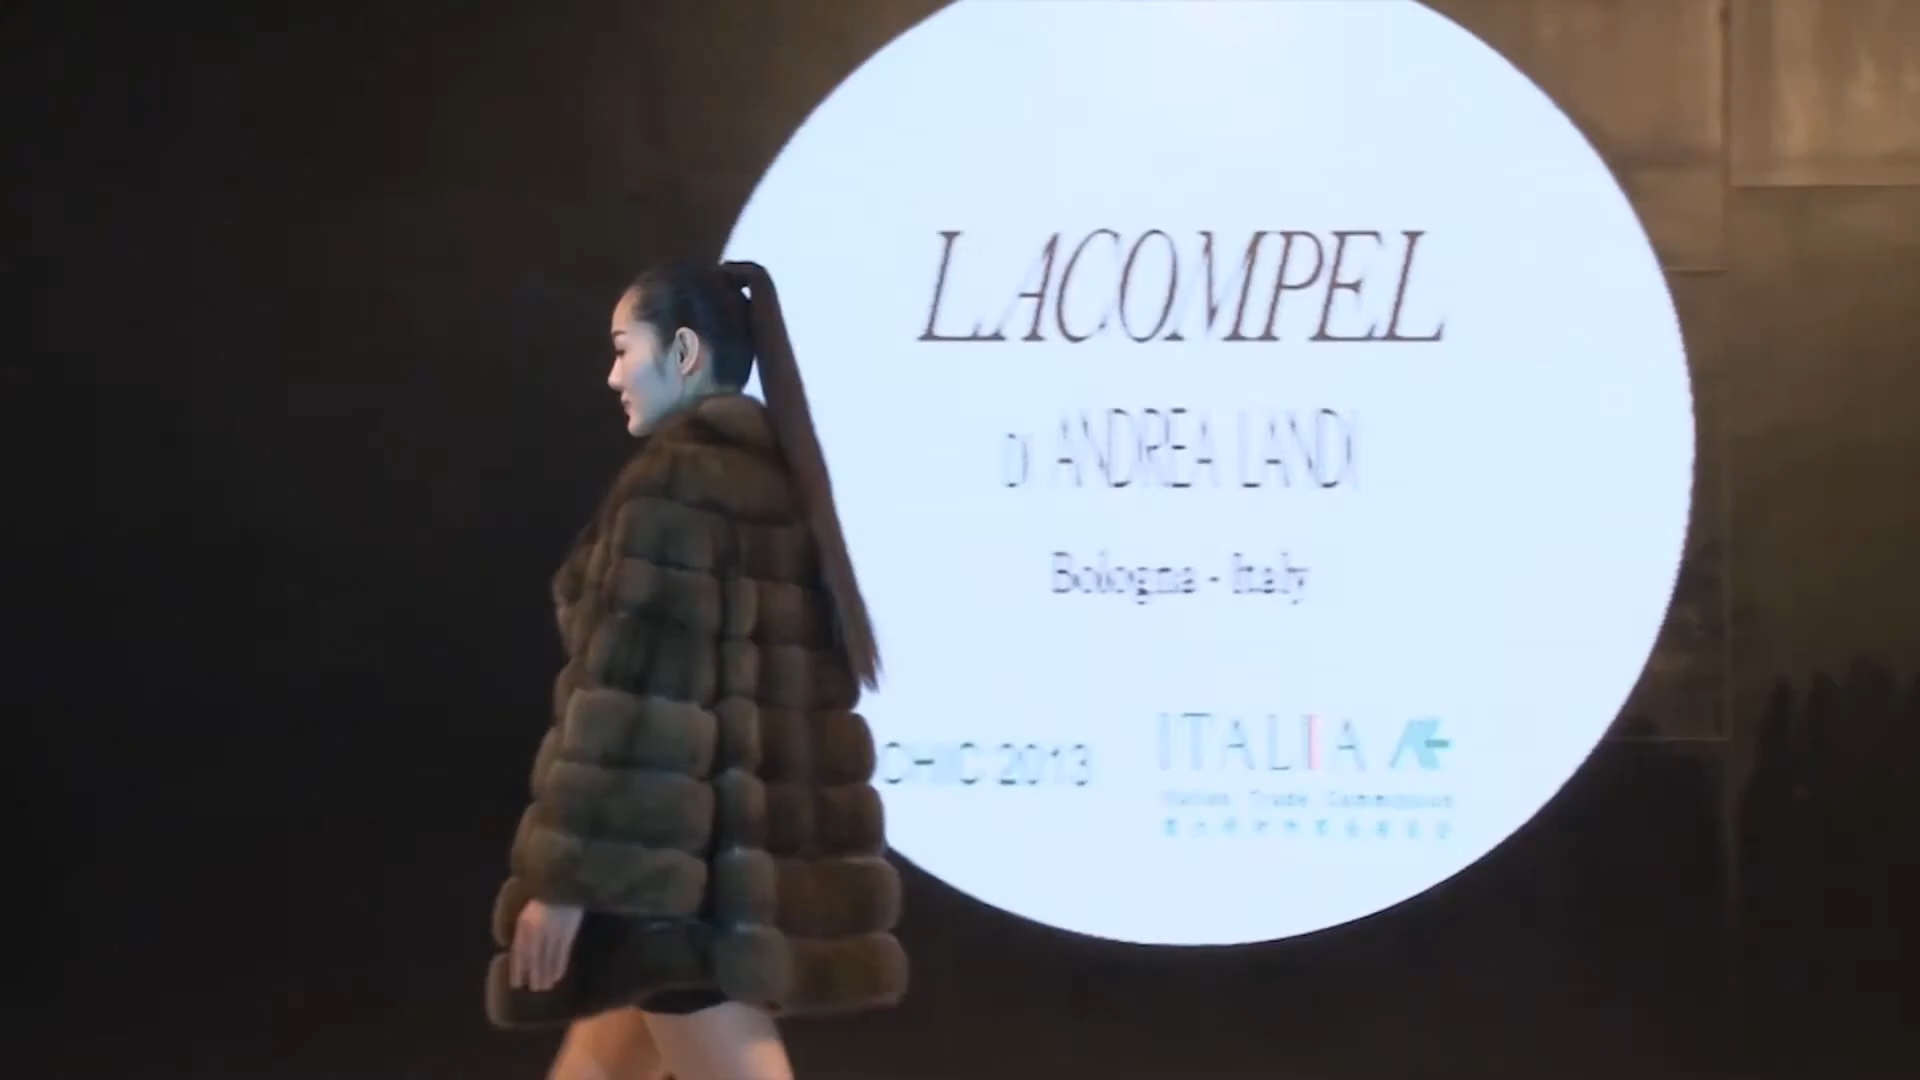 LACOMPEL
DI ANDREA LANDI
Bologna - Italy
CHIC 2013
ITALIA
Italian Trade Commission